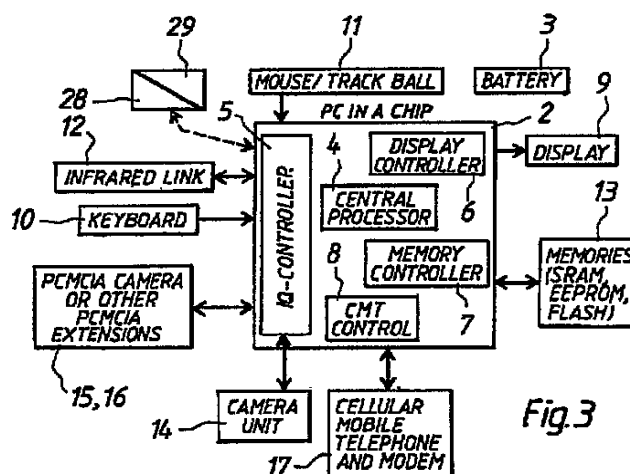 29
28
11
MOUSE/TRACK BALL
3
BATTERY
PC IN A CHIP
2
5
12
INFRARED LINK
10
KEYBOARD
IQ-CONTROLLER
DISPLAY
CONTROLLER
6
4
CENTRAL
PROCESSOR
9
DISPLAY
13
MEMORIES
(SRAM,
EEPROM,
FLASH)
MEMORY
CONTROLLER
7
8
CMT
CONTROL
PCMCIA CAMERA
OR OTHER
PCMCIA
EXTENSIONS
15, 16
14
CAMERA
UNIT
17
CELLULAR
MOBILE
TELEPHONE
AND MODEM
Fig.3